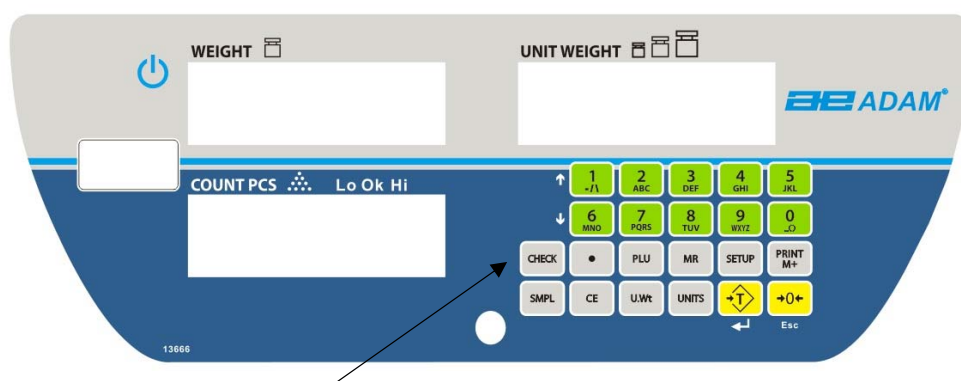 WEIGHT
UNIT WEIGHT
ae ADAM®
COUNT PCS Lo Ok Hi
↑ 1 2 3 4 5
-/\ ABC DEF GHI JKL
↓ 6 7 8 9 0
MNO PQRS TUV WXYZ _Ω
CHECK • PLU MR SETUP PRINT M+
SMPL CE U.Wt UNITS →T← →0←
Esc
13666